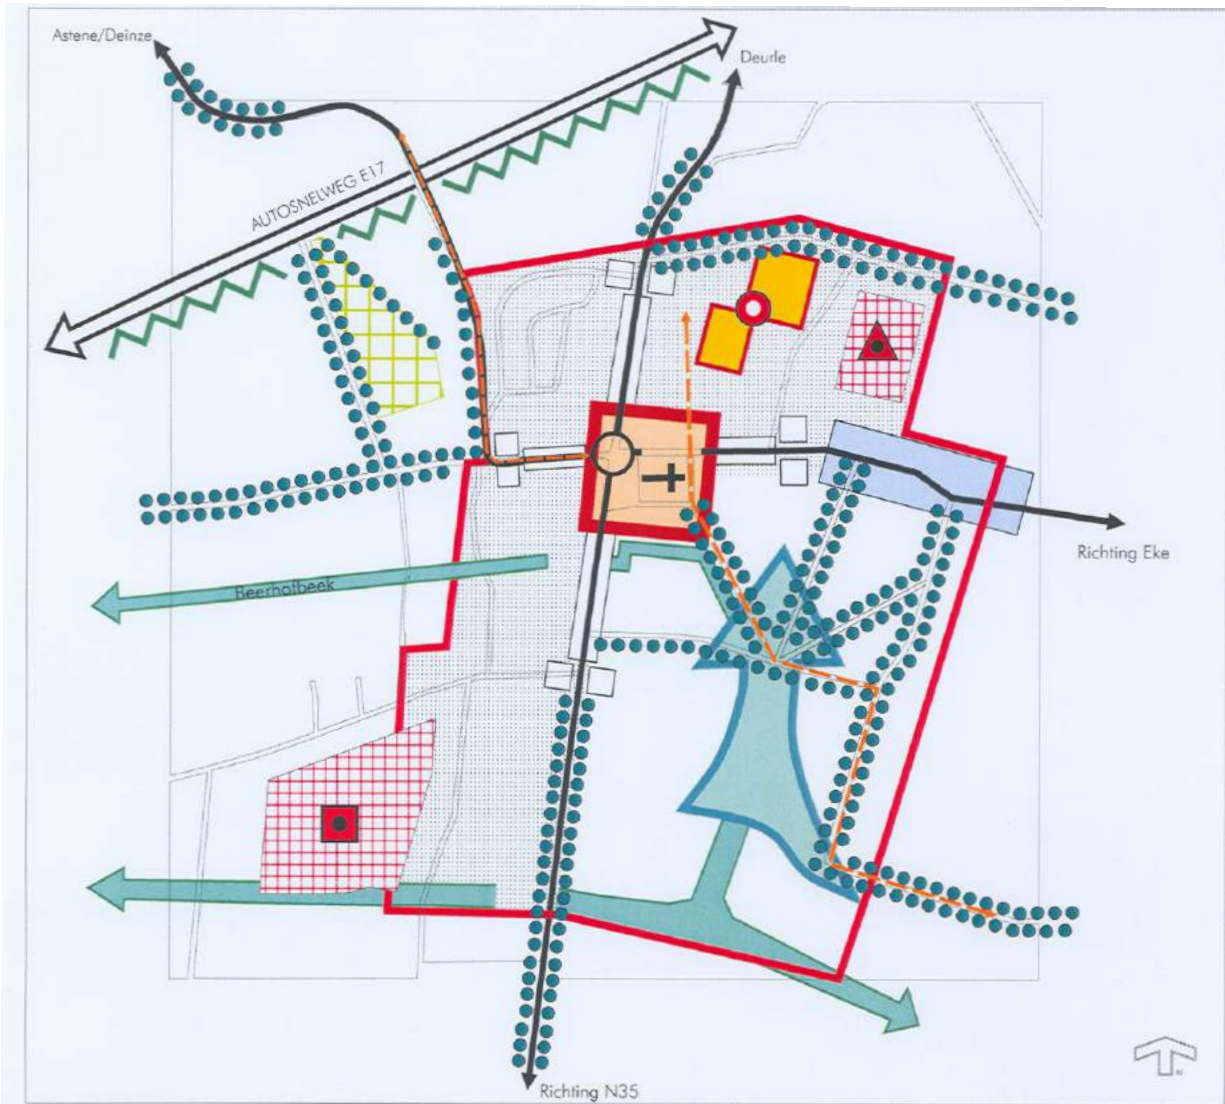 Astene/Deinze
Deurle
AUTOSNELWEG E17
Richting Eke
Beerhofbeek
Richting N35
N